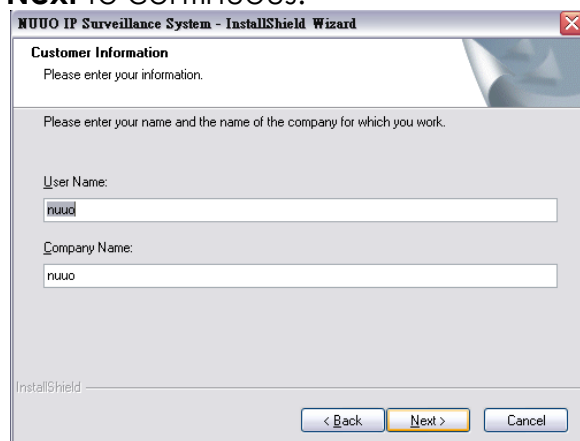 Next to Continuous.
NUUO IP Surveillance System - InstallShield Wizard
Customer Information
Please enter your information.
Please enter your name and the name of the company for which you work.
User Name:
nuuo
Company Name:
nuuo
InstallShield
< Back Next > Cancel